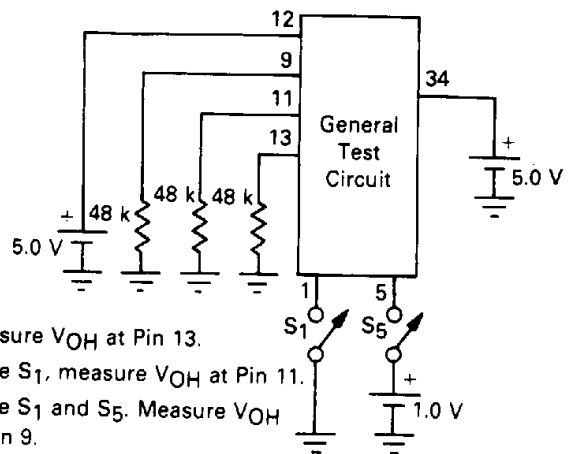 12
9
11
13
34
General
Test
Circuit
+
5.0 V
48 k
48 k
48 k
+
5.0 V
1
5
S1
S5
+
1.0 V
sure VOH at Pin 13.
e S1, measure VOH at Pin 11.
e S1 and S5. Measure VOH
n 9.